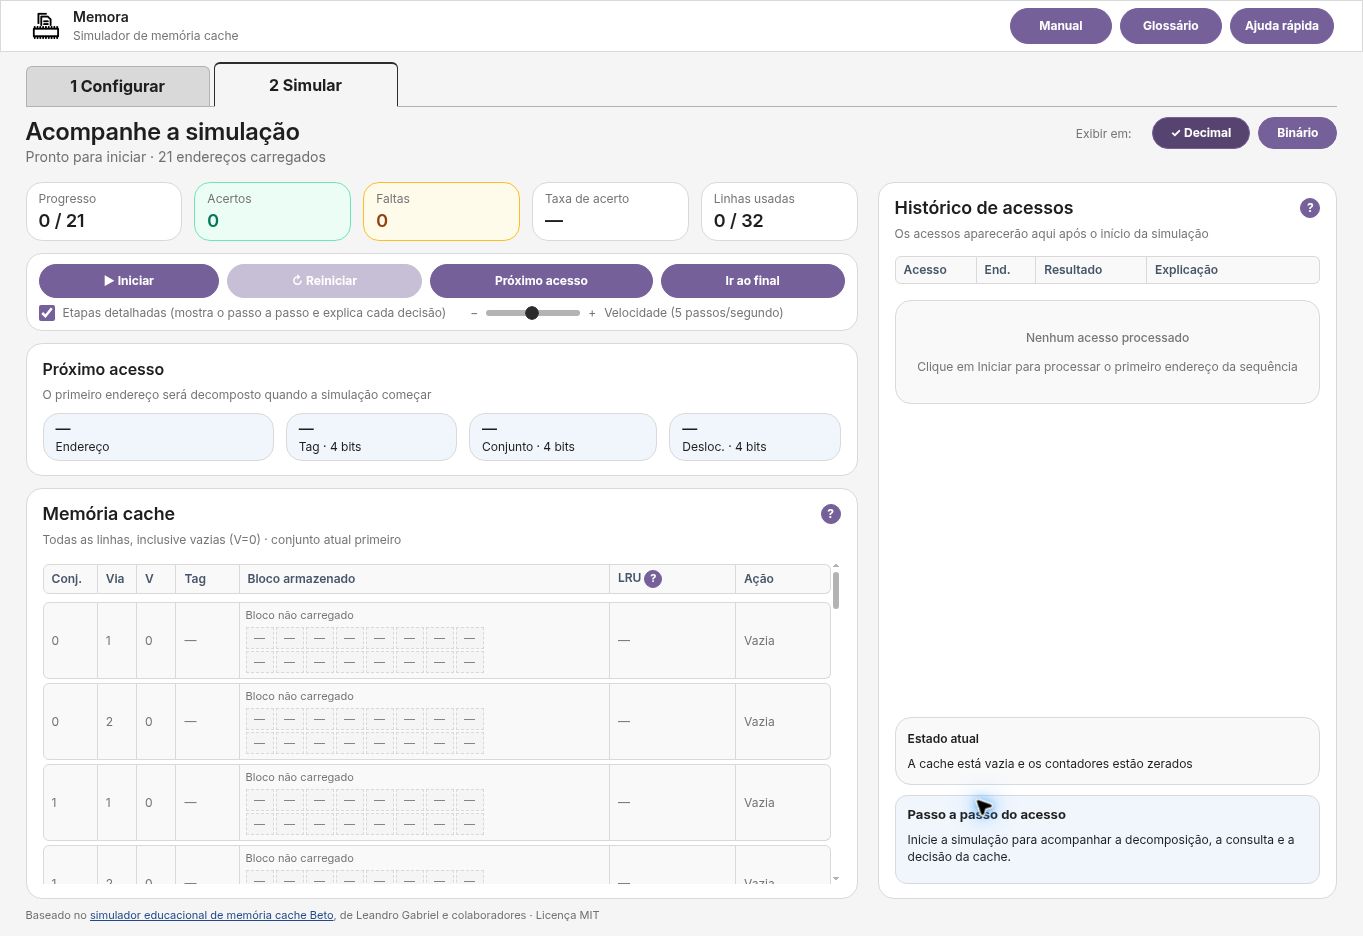 Memora
Simulador de memória cache
Manual
Glossário
Ajuda rápida
1 Configurar
2 Simular
Acompanhe a simulação
Pronto para iniciar · 21 endereços carregados
Exibir em:
✓ Decimal
Binário
Progresso
0 / 21
Acertos
0
Faltas
0
Taxa de acerto
—
Linhas usadas
0 / 32
▶ Iniciar
↻ Reiniciar
Próximo acesso
Ir ao final
Etapas detalhadas (mostra o passo a passo e explica cada decisão)
− + Velocidade (5 passos/segundo)
Próximo acesso
O primeiro endereço será decomposto quando a simulação começar
—
Endereço
—
Tag · 4 bits
—
Conjunto · 4 bits
—
Desloc. · 4 bits
Memória cache
?
Todas as linhas, inclusive vazias (V=0) · conjunto atual primeiro
Conj. Via V Tag Bloco armazenado LRU ? Ação
Bloco não carregado
— — — — — — — —
0 1 0 — — Vazia
— — — — — — — —
Bloco não carregado
— — — — — — — —
0 2 0 — — Vazia
— — — — — — — —
Bloco não carregado
— — — — — — — —
1 1 0 — — Vazia
— — — — — — — —
Bloco não carregado
— — — — — — — —
1 2 0 — — Vazia
Histórico de acessos
?
Os acessos aparecerão aqui após o início da simulação
Acesso End. Resultado Explicação
Nenhum acesso processado
Clique em Iniciar para processar o primeiro endereço da sequência
Estado atual
A cache está vazia e os contadores estão zerados
Passo a passo do acesso
Inicie a simulação para acompanhar a decomposição, a consulta e a
decisão da cache.
Baseado no simulador educacional de memória cache Beto, de Leandro Gabriel e colaboradores · Licença MIT